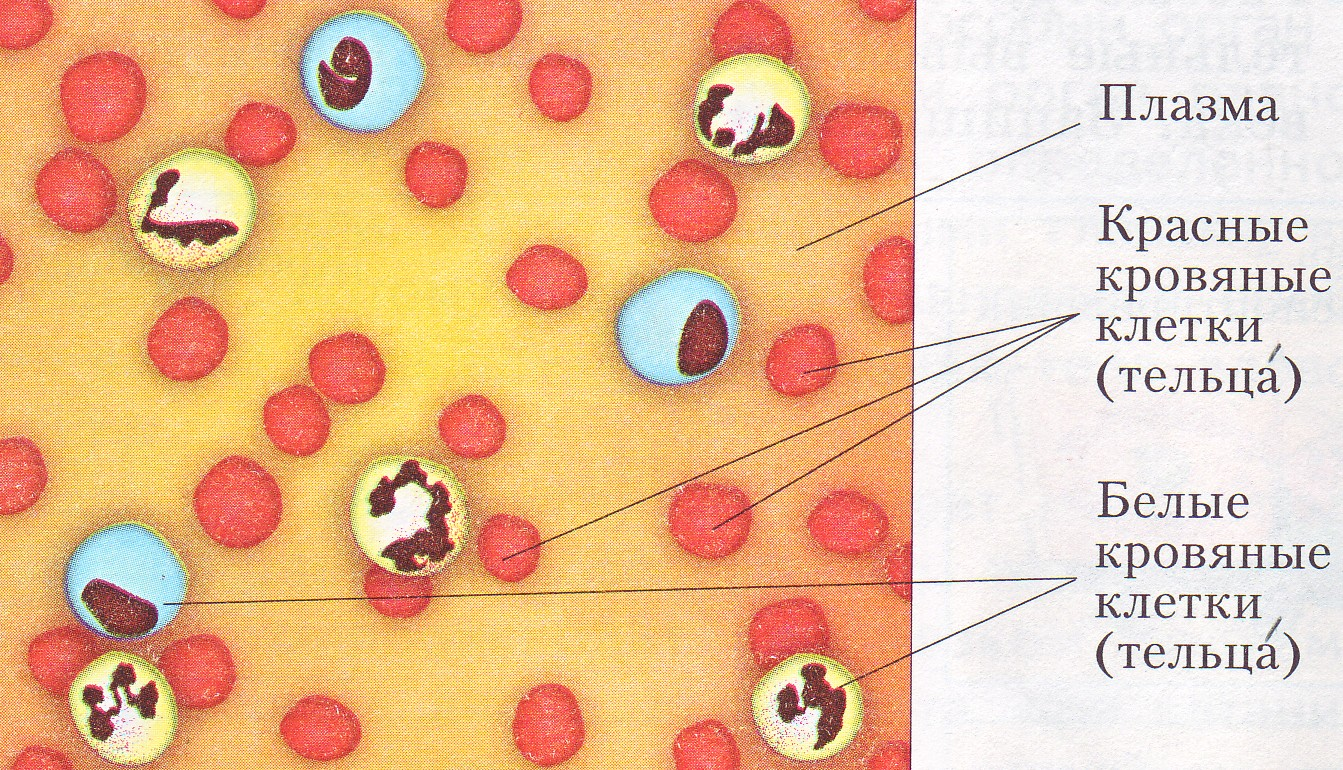 Плазма
Красные
кровяные
клетки
(тельца́)
Белые
кровяные
клетки
(тельца́)